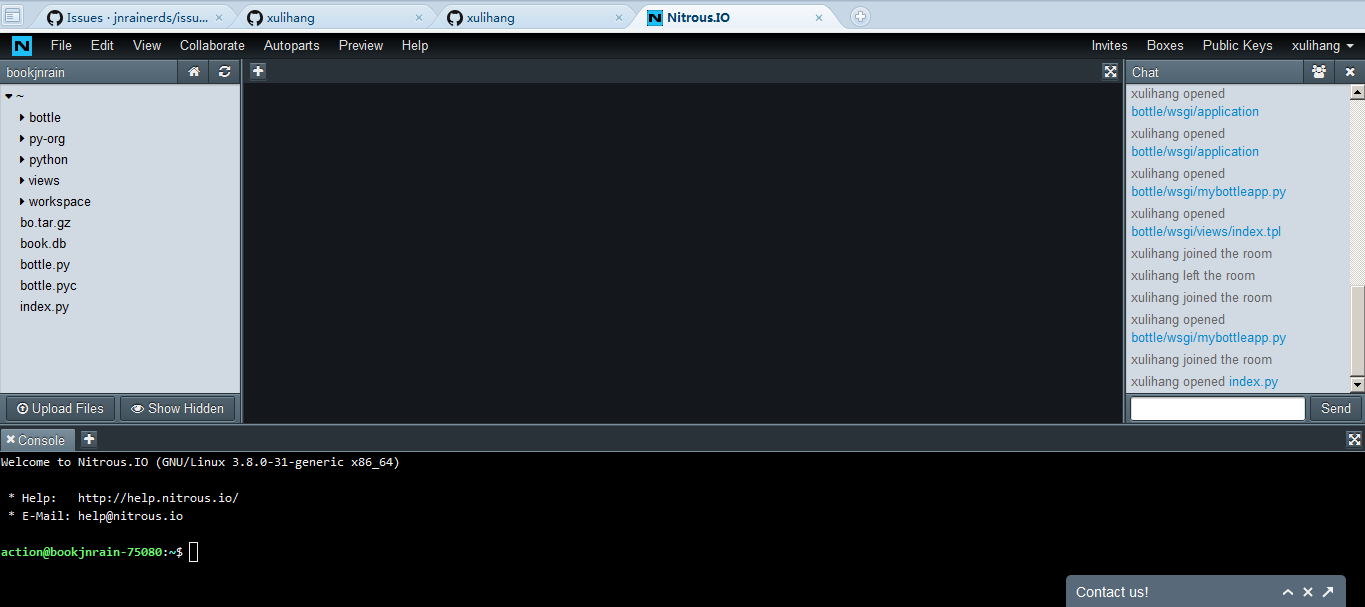 Issues · jnrainerds/issu...
xulihang
xulihang
Nitrous.IO
N File Edit View Collaborate Autoparts Preview Help Invites Boxes Public Keys xulihang
bookjnrain
~
bottle
py-org
python
views
workspace
bo.tar.gz
book.db
bottle.py
bottle.pyc
index.py
Upload Files Show Hidden
Chat
xulihang opened
bottle/wsgi/application
xulihang opened
bottle/wsgi/application
xulihang opened
bottle/wsgi/mybottleapp.py
xulihang opened
bottle/wsgi/views/index.tpl
xulihang joined the room
xulihang left the room
xulihang joined the room
xulihang opened
bottle/wsgi/mybottleapp.py
xulihang joined the room
xulihang opened index.py
Send
Console
Welcome to Nitrous.IO (GNU/Linux 3.8.0-31-generic x86_64)
* Help: http://help.nitrous.io/
* E-Mail: help@nitrous.io
action@bookjnrain-75080:~$
Contact us!